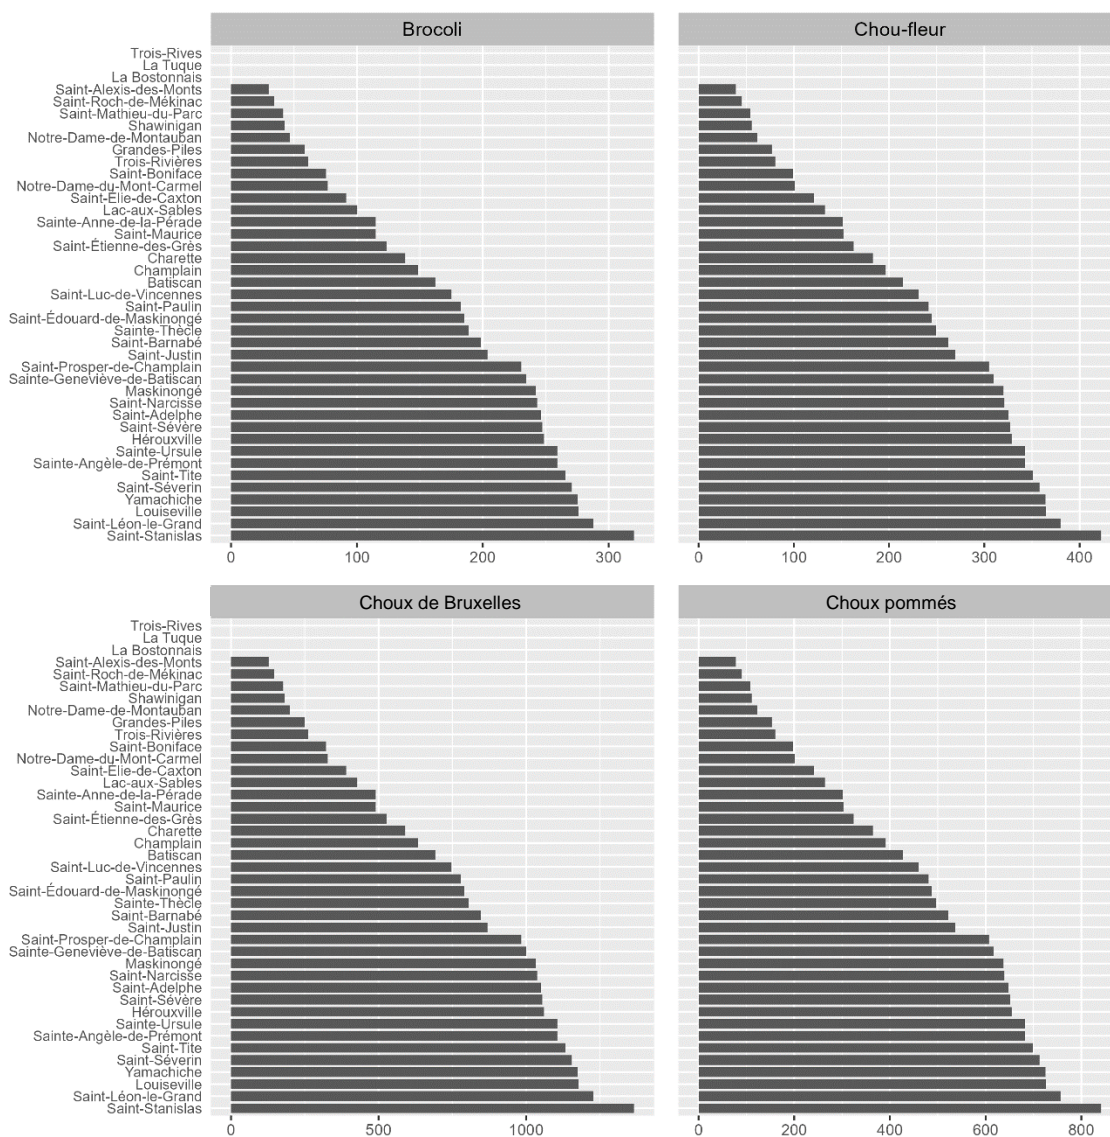 Brocoli
Chou-fleur
Trois-Rives
La Tuque
La Bostonnais
Saint-Alexis-des-Monts
Saint-Roch-de-Mékinac
Saint-Mathieu-du-Parc
Shawinigan
Notre-Dame-de-Montauban
Grandes-Piles
Trois-Rivières
Saint-Boniface
Notre-Dame-du-Mont-Carmel
Saint-Élie-de-Caxton
Lac-aux-Sables
Sainte-Anne-de-la-Pérade
Saint-Maurice
Saint-Étienne-des-Grès
Charette
Champlain
Batiscan
Saint-Luc-de-Vincennes
Saint-Paulin
Saint-Édouard-de-Maskinongé
Sainte-Thècle
Saint-Barnabé
Saint-Justin
Saint-Prosper-de-Champlain
Sainte-Geneviève-de-Batiscan
Maskinongé
Saint-Narcisse
Saint-Adelphe
Saint-Sévère
Hérouxville
Sainte-Ursule
Sainte-Angèle-de-Prémont
Saint-Tite
Saint-Séverin
Yamachiche
Louiseville
Saint-Léon-le-Grand
Saint-Stanislas
0 100 200 300
0 100 200 300 400
Choux de Bruxelles
Choux pommés
Trois-Rives
La Tuque
La Bostonnais
Saint-Alexis-des-Monts
Saint-Roch-de-Mékinac
Saint-Mathieu-du-Parc
Shawinigan
Notre-Dame-de-Montauban
Grandes-Piles
Trois-Rivières
Saint-Boniface
Notre-Dame-du-Mont-Carmel
Saint-Élie-de-Caxton
Lac-aux-Sables
Sainte-Anne-de-la-Pérade
Saint-Maurice
Saint-Étienne-des-Grès
Charette
Champlain
Batiscan
Saint-Luc-de-Vincennes
Saint-Paulin
Saint-Édouard-de-Maskinongé
Sainte-Thècle
Saint-Barnabé
Saint-Justin
Saint-Prosper-de-Champlain
Sainte-Geneviève-de-Batiscan
Maskinongé
Saint-Narcisse
Saint-Adelphe
Saint-Sévère
Hérouxville
Sainte-Ursule
Sainte-Angèle-de-Prémont
Saint-Tite
Saint-Séverin
Yamachiche
Louiseville
Saint-Léon-le-Grand
Saint-Stanislas
0 500 1000
0 200 400 600 800